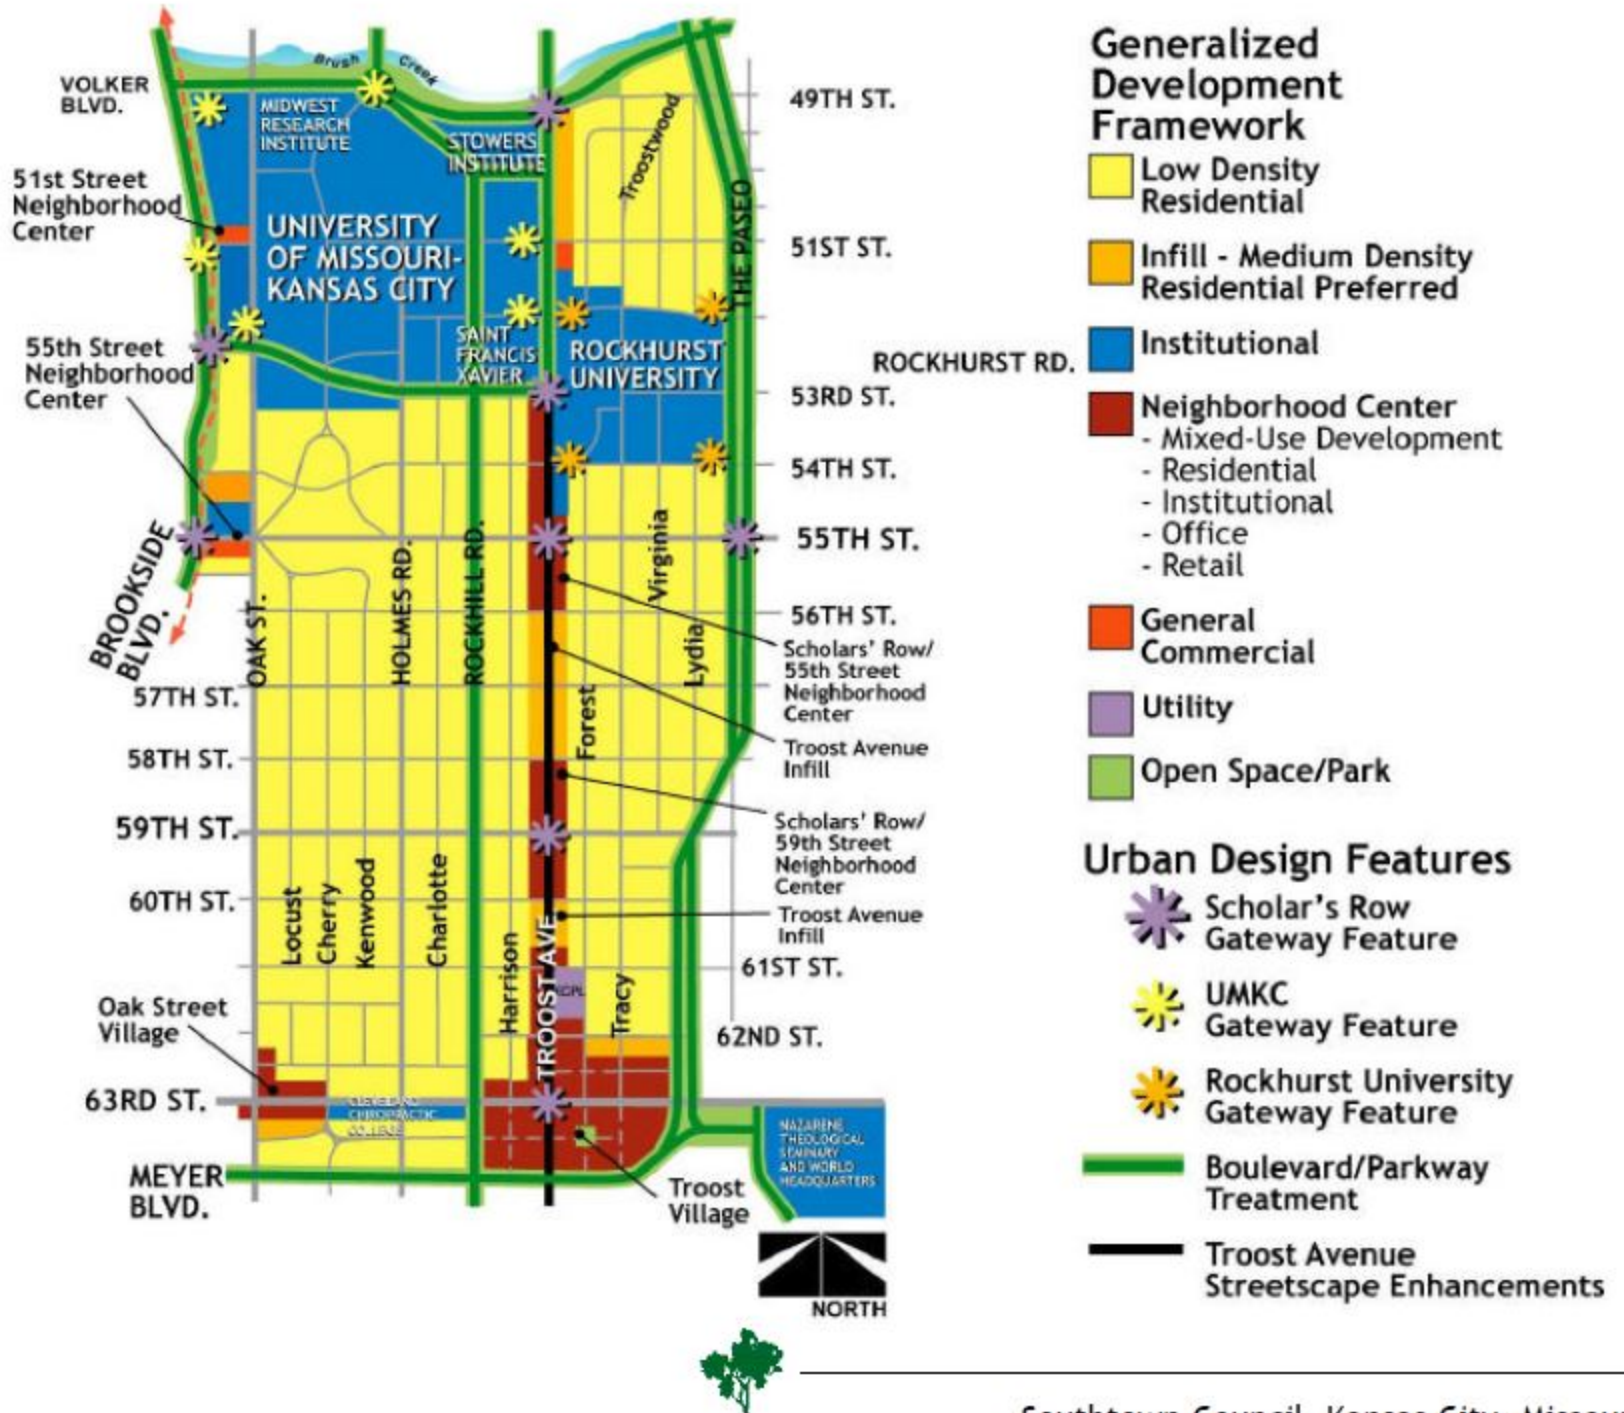 VOLKER
BLVD.
Brush Creek
MIDWEST
RESEARCH
INSTITUTE
STOWERS
INSTITUTE
Troostwood
49TH ST.
51st Street
Neighborhood
Center
UNIVERSITY
OF MISSOURI-
KANSAS CITY
THE PASEO
51ST ST.
55th Street
Neighborhood
Center
SAINT
FRANCIS
XAVIER
ROCKHURST
UNIVERSITY
ROCKHURST RD.
53RD ST.
54TH ST.
BROOKSIDE
BLVD.
OAK ST.
HOLMES RD.
ROCKHILL RD.
Virginia
Lydia
55TH ST.
56TH ST.
Scholars' Row/
55th Street
Neighborhood
Center
57TH ST.
Forest
Troost Avenue
Infill
58TH ST.
59TH ST.
Scholars' Row/
59th Street
Neighborhood
Center
60TH ST.
Locust
Cherry
Kenwood
Charlotte
Harrison
TROOST AVE
Tracy
Troost Avenue
Infill
61ST ST.
62ND ST.
Oak Street
Village
63RD ST.
CLEVELAND
CHIROPRACTIC
COLLEGE
NAZARENE
THEOLOGICAL
SEMINARY
AND WORLD
HEADQUARTERS
MEYER
BLVD.
Troost
Village
NORTH
Generalized
Development
Framework
Low Density
Residential
Infill - Medium Density
Residential Preferred
Institutional
Neighborhood Center
- Mixed-Use Development
- Residential
- Institutional
- Office
- Retail
General
Commercial
Utility
Open Space/Park
Urban Design Features
Scholar's Row
Gateway Feature
UMKC
Gateway Feature
Rockhurst University
Gateway Feature
Boulevard/Parkway
Treatment
Troost Avenue
Streetscape Enhancements
Southtown Council, Kansas City, Missouri